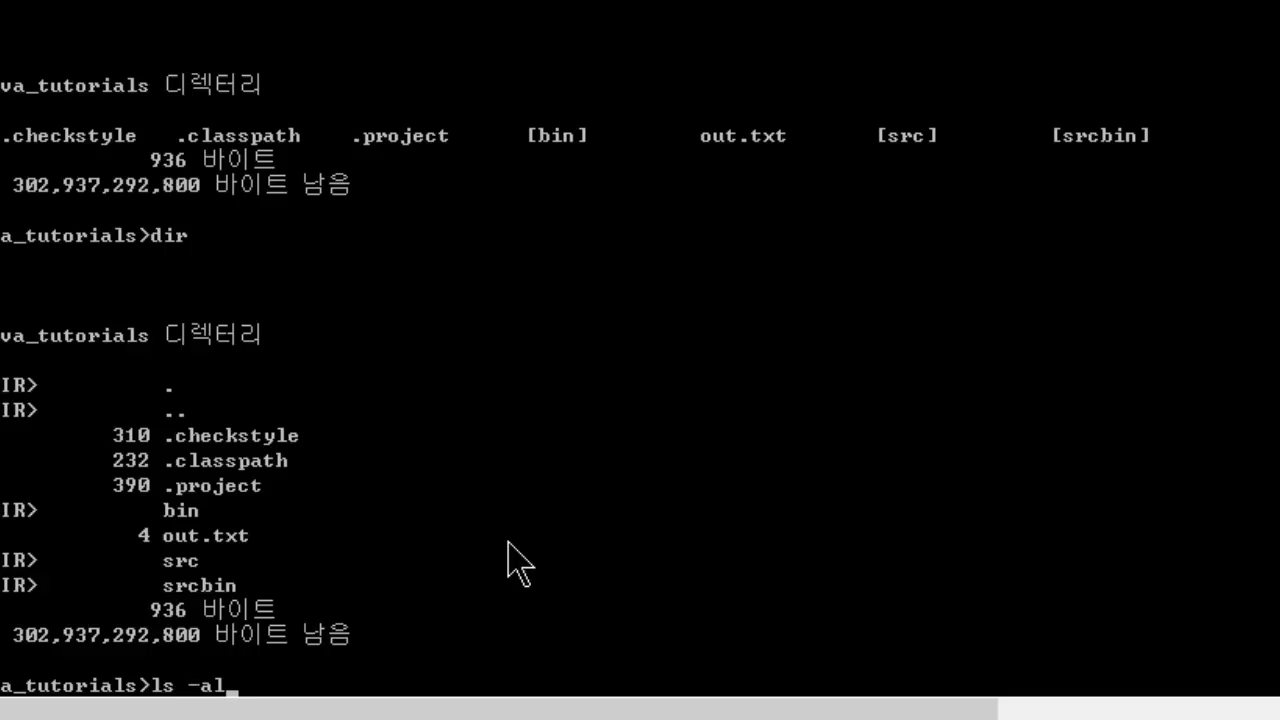 va_tutorials 디렉터리
.checkstyle .classpath .project [bin] out.txt [src] [srcbin]
936 바이트
302,937,292,800 바이트 남음
a_tutorials>dir
va_tutorials 디렉터리
IR> .
IR> ..
310 .checkstyle
232 .classpath
390 .project
IR> bin
4 out.txt
IR> src
IR> srcbin
936 바이트
302,937,292,800 바이트 남음
a_tutorials>ls -al